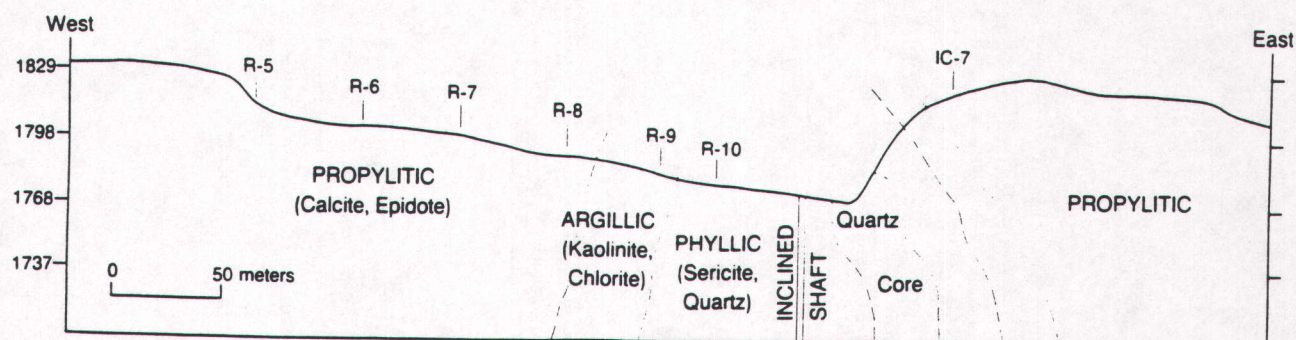 West
East
1829
1798
1768
1737
R-5
R-6
R-7
R-8
R-9
R-10
IC-7
PROPYLITIC
(Calcite, Epidote)
ARGILLIC
(Kaolinite,
Chlorite)
PHYLLIC
(Sericite,
Quartz)
INCLINED
SHAFT
Quartz
Core
PROPYLITIC
0 50 meters